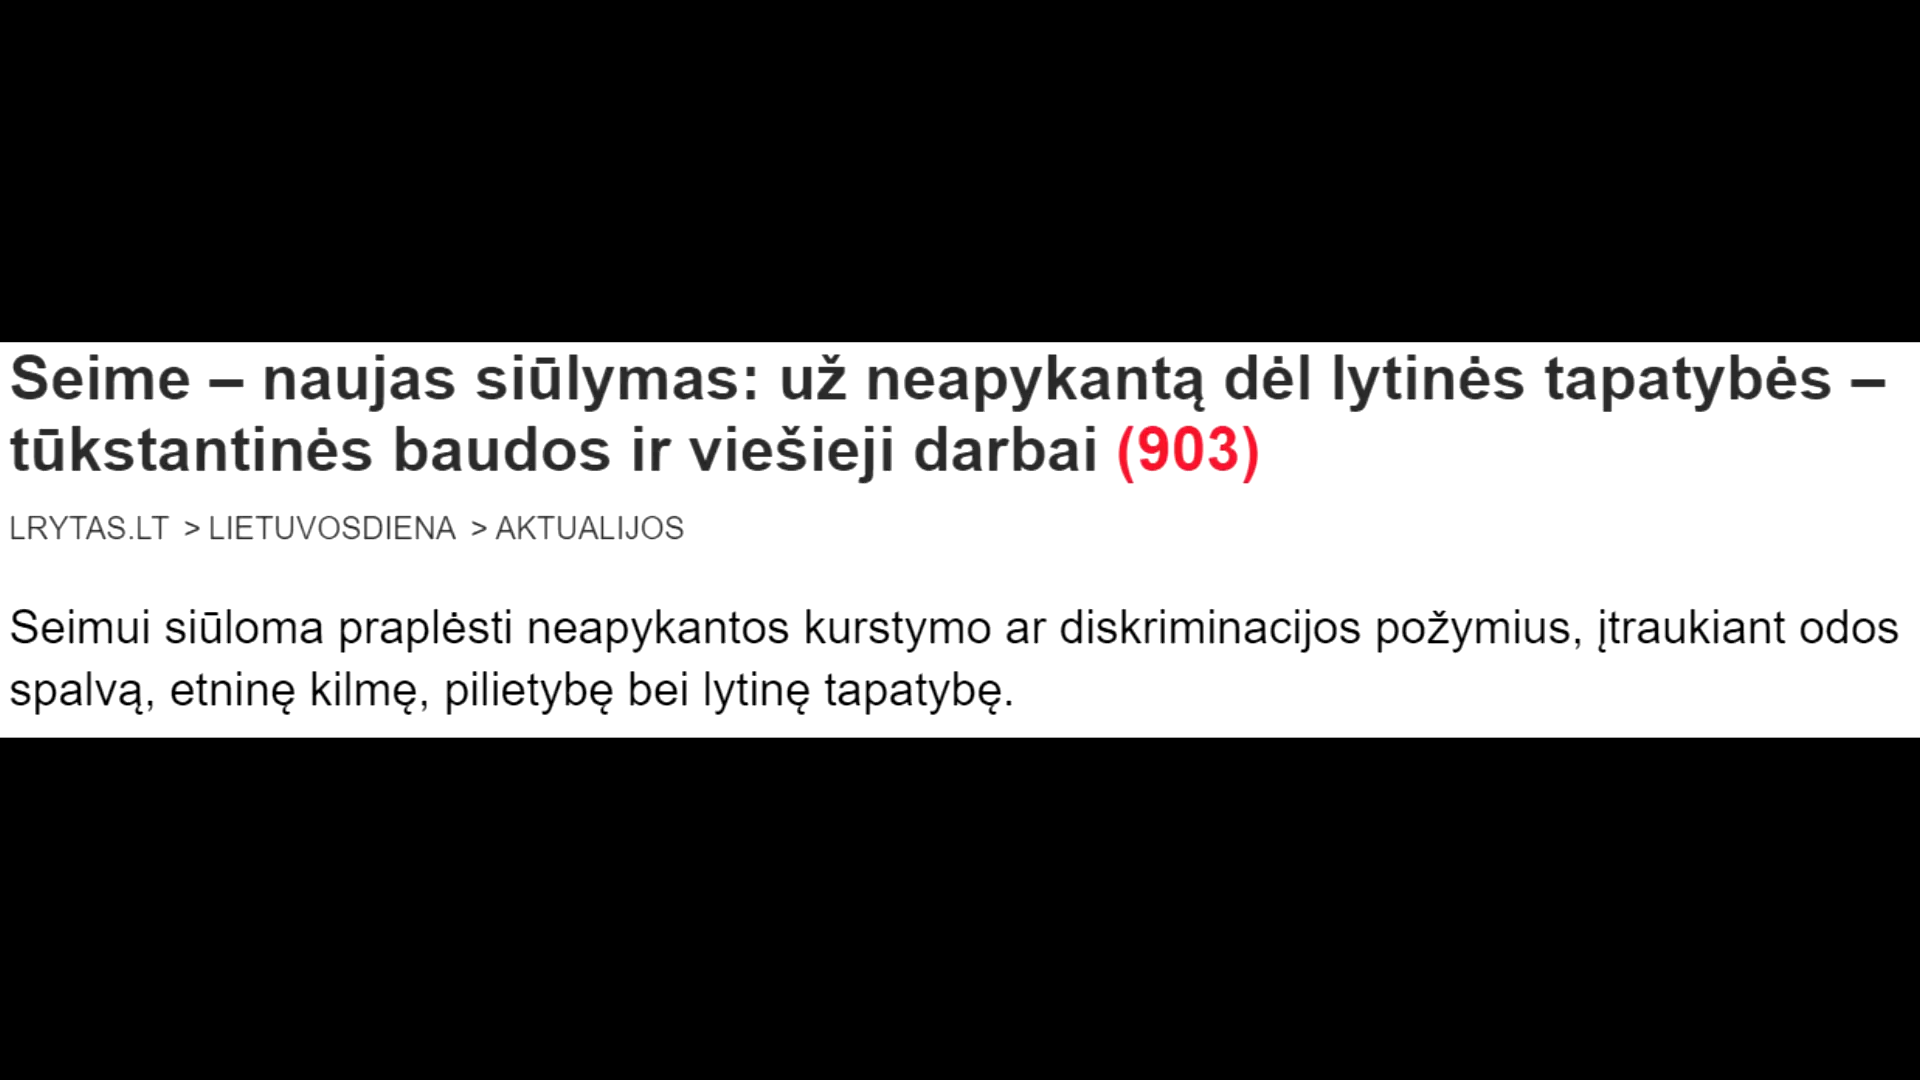 Seime – naujas siūlymas: už neapykantą dėl lytinės tapatybės –
tūkstantinės baudos ir viešieji darbai (903)
LRYTAS.LT > LIETUVOSDIENA > AKTUALIJOS
Seimui siūloma praplėsti neapykantos kurstymo ar diskriminacijos požymius, įtraukiant odos
spalvą, etninę kilmę, pilietybę bei lytinę tapatybę.